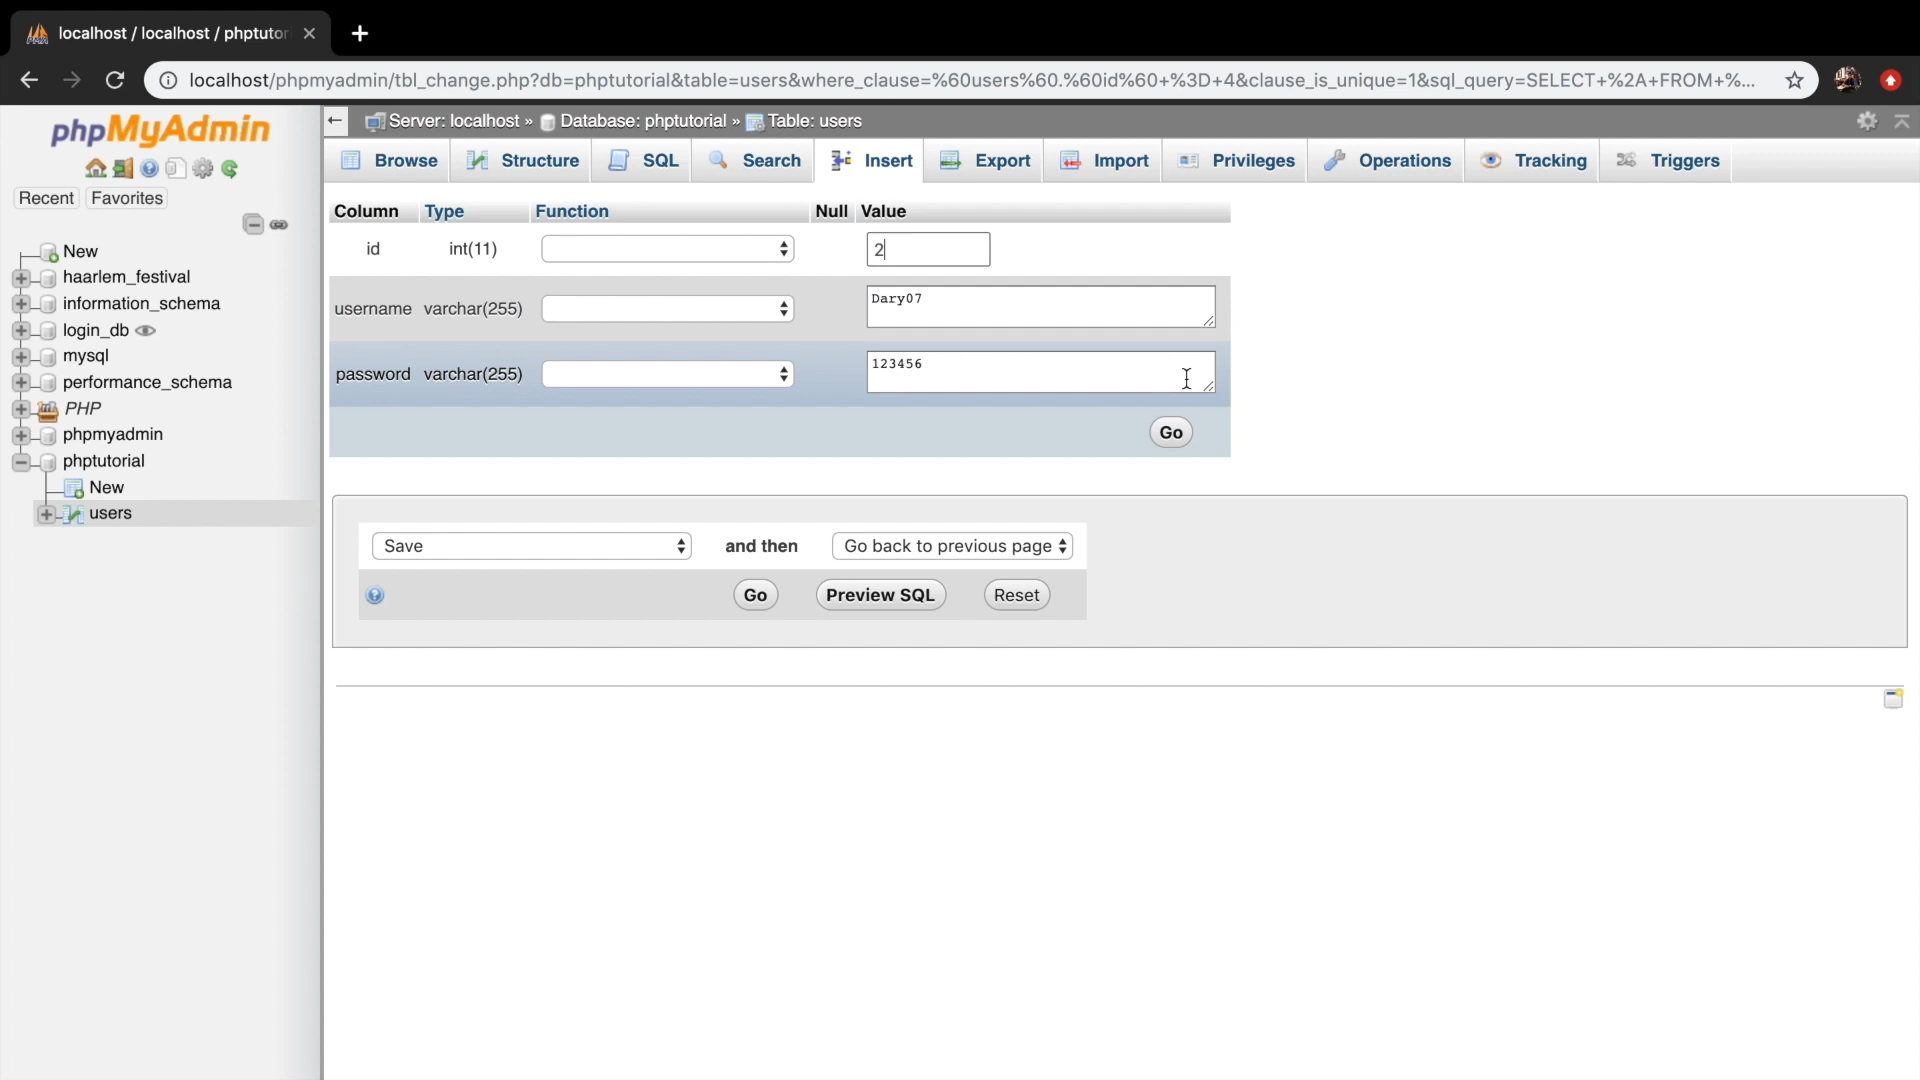 localhost / localhost / phptutor
localhost/phpmyadmin/tbl_change.php?db=phptutorial&table=users&where_clause=%60users%60.%60id%60+%3D+4&clause_is_unique=1&sql_query=SELECT+%2A+FROM+%...
phpMyAdmin
Recent Favorites
New
haarlem_festival
information_schema
login_db
mysql
performance_schema
PHP
phpmyadmin
phptutorial
New
users
Server: localhost » Database: phptutorial » Table: users
Browse Structure SQL Search Insert Export Import Privileges Operations Tracking Triggers
Column Type Function Null Value
id int(11) 2
username varchar(255) Dary07
password varchar(255) 123456
Go
Save and then Go back to previous page
Go Preview SQL Reset